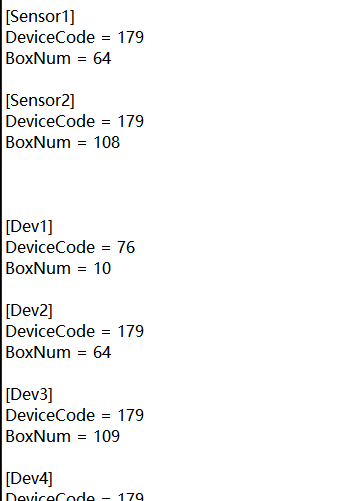 [Sensor1]
DeviceCode = 179
BoxNum = 64
[Sensor2]
DeviceCode = 179
BoxNum = 108
[Dev1]
DeviceCode = 76
BoxNum = 10
[Dev2]
DeviceCode = 179
BoxNum = 64
[Dev3]
DeviceCode = 179
BoxNum = 109
[Dev4]
DeviceCode = 179